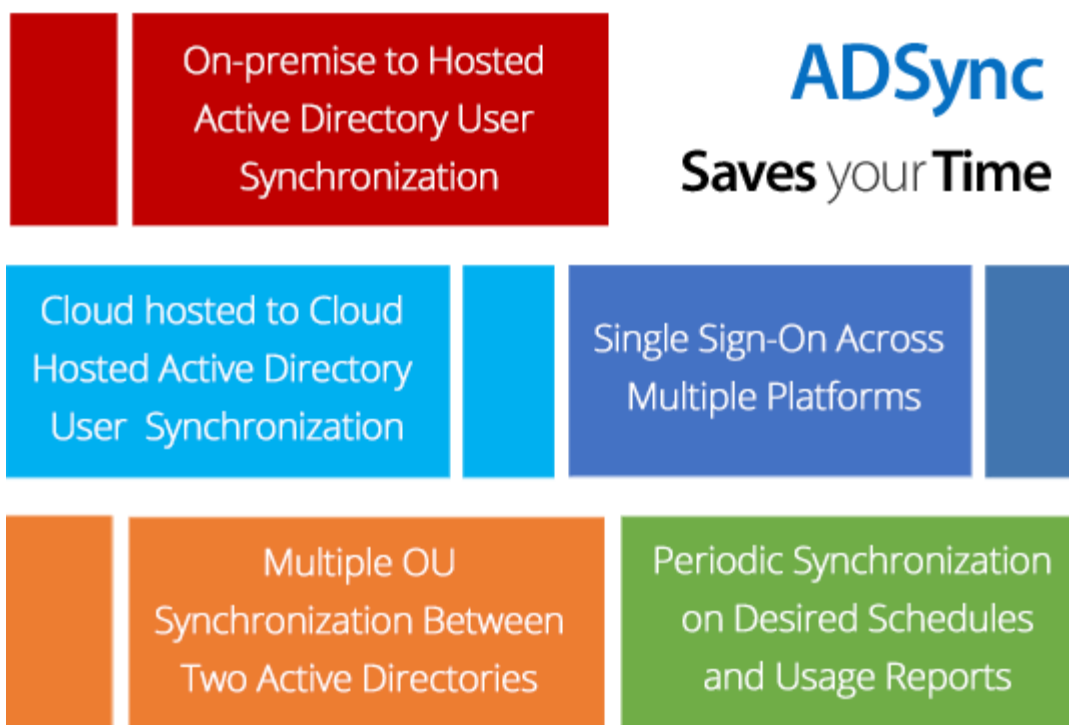 On-premise to Hosted
Active Directory User
Synchronization
ADSync
Saves your Time
Cloud hosted to Cloud
Hosted Active Directory
User Synchronization
Single Sign-On Across
Multiple Platforms
Multiple OU
Synchronization Between
Two Active Directories
Periodic Synchronization
on Desired Schedules
and Usage Reports